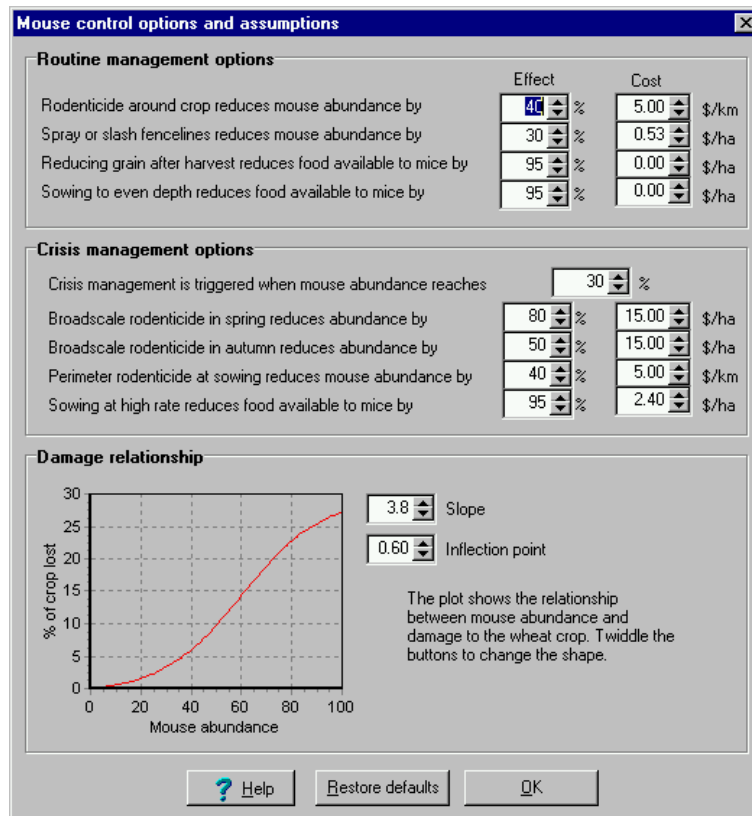 Mouse control options and assumptions
Routine management options
Effect Cost
Rodenticide around crop reduces mouse abundance by 40 % 5.00 $/km
Spray or slash fencelines reduces mouse abundance by 30 % 0.53 $/ha
Reducing grain after harvest reduces food available to mice by 95 % 0.00 $/ha
Sowing to even depth reduces food available to mice by 95 % 0.00 $/ha
Crisis management options
Crisis management is triggered when mouse abundance reaches 30 %
Broadscale rodenticide in spring reduces abundance by 80 % 15.00 $/ha
Broadscale rodenticide in autumn reduces abundance by 50 % 15.00 $/ha
Perimeter rodenticide at sowing reduces mouse abundance by 40 % 5.00 $/km
Sowing at high rate reduces food available to mice by 95 % 2.40 $/ha
Damage relationship
30
25
20
15
10
5
0
% of crop lost
0 20 40 60 80 100
Mouse abundance
3.8 Slope
0.60 Inflection point
The plot shows the relationship
between mouse abundance and
damage to the wheat crop. Twiddle the
buttons to change the shape.
? Help Restore defaults OK